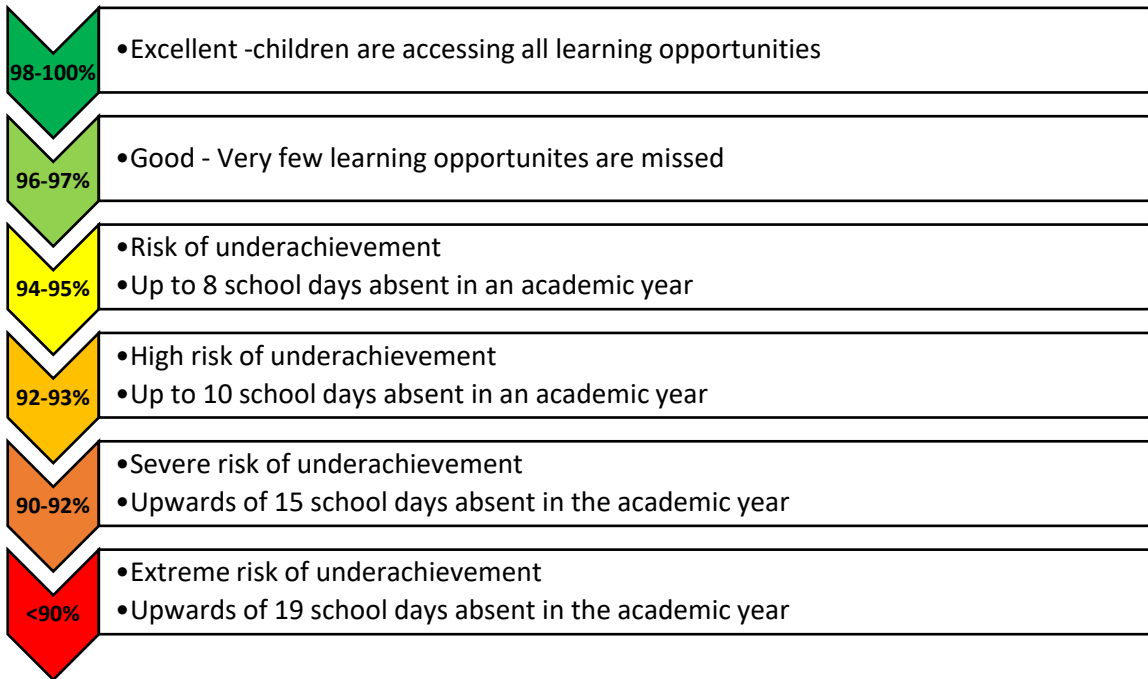 98-100%
•Excellent -children are accessing all learning opportunities
96-97%
•Good - Very few learning opportunites are missed
94-95%
•Risk of underachievement
•Up to 8 school days absent in an academic year
92-93%
•High risk of underachievement
•Up to 10 school days absent in an academic year
90-92%
•Severe risk of underachievement
•Upwards of 15 school days absent in the academic year
<90%
•Extreme risk of underachievement
•Upwards of 19 school days absent in the academic year